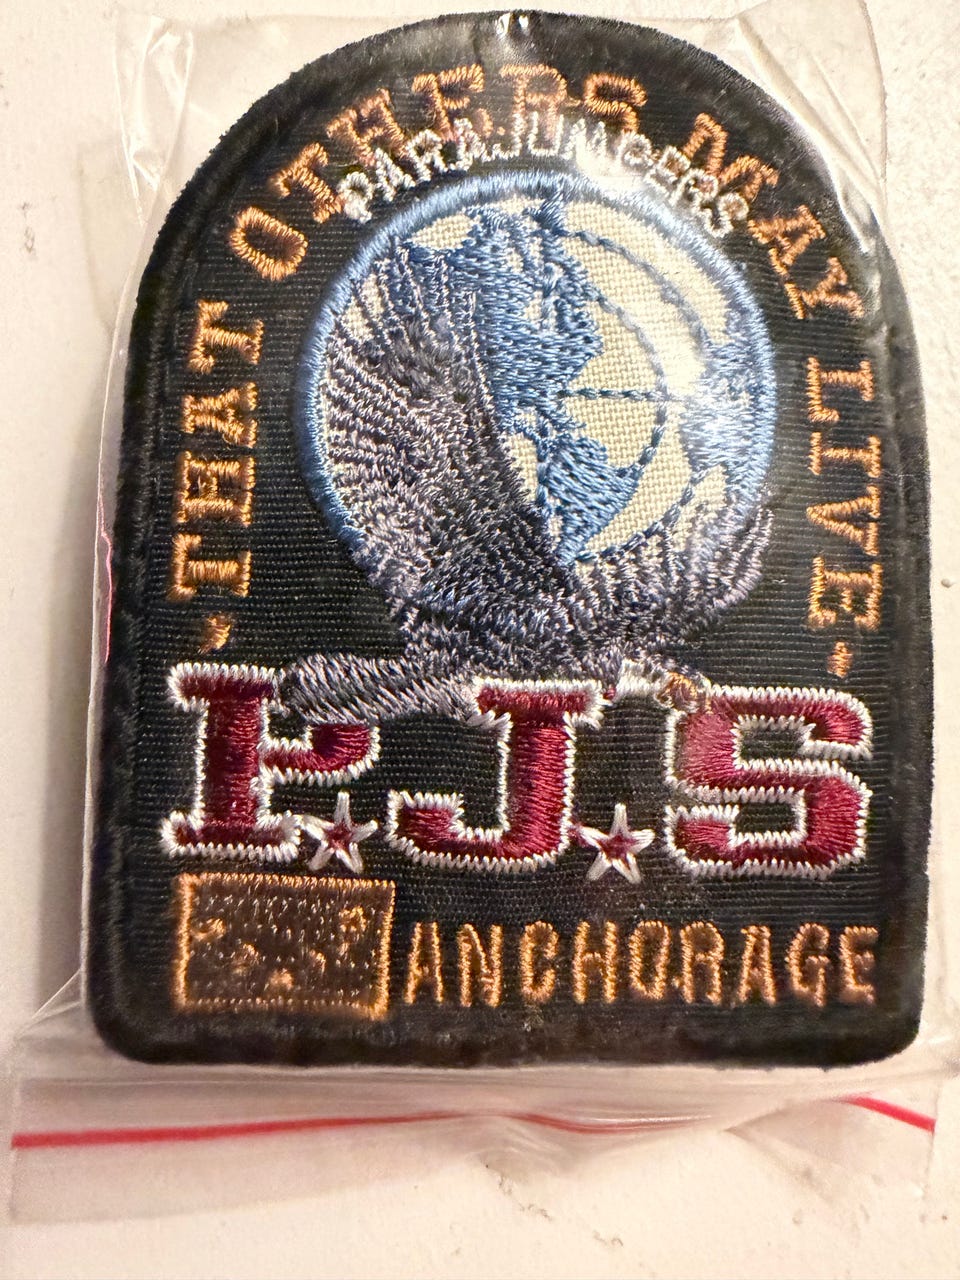 - THAT OTHERS MAY LIVE -
PARAJUMPERS
P.J.S
ANCHORAGE